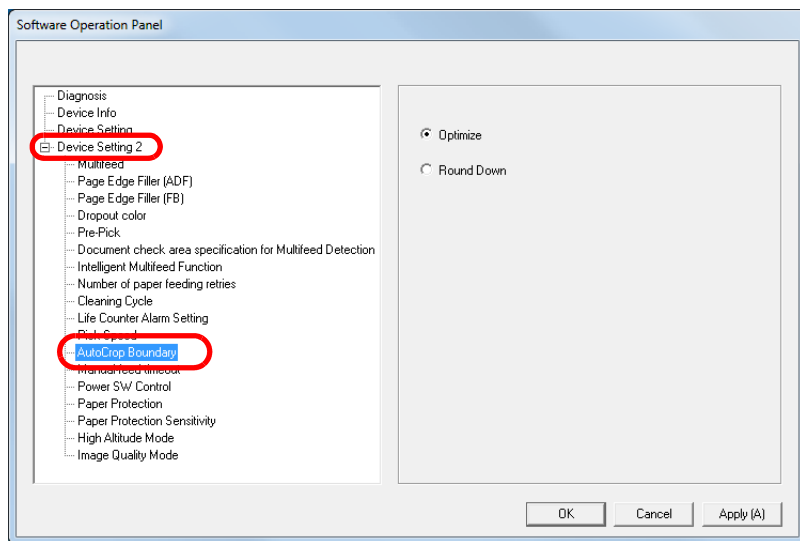 Software Operation Panel
Diagnosis
Device Info
Device Setting
Device Setting 2
Multifeed
Page Edge Filler (ADF)
Page Edge Filler (FB)
Dropout color
Pre-Pick
Document check area specification for Multifeed Detection
Intelligent Multifeed Function
Number of paper feeding retries
Cleaning Cycle
Life Counter Alarm Setting
Pick Speed
AutoCrop Boundary
Manual feed timeout
Power SW Control
Paper Protection
Paper Protection Sensitivity
High Altitude Mode
Image Quality Mode
Optimize
Round Down
OK Cancel Apply (A)